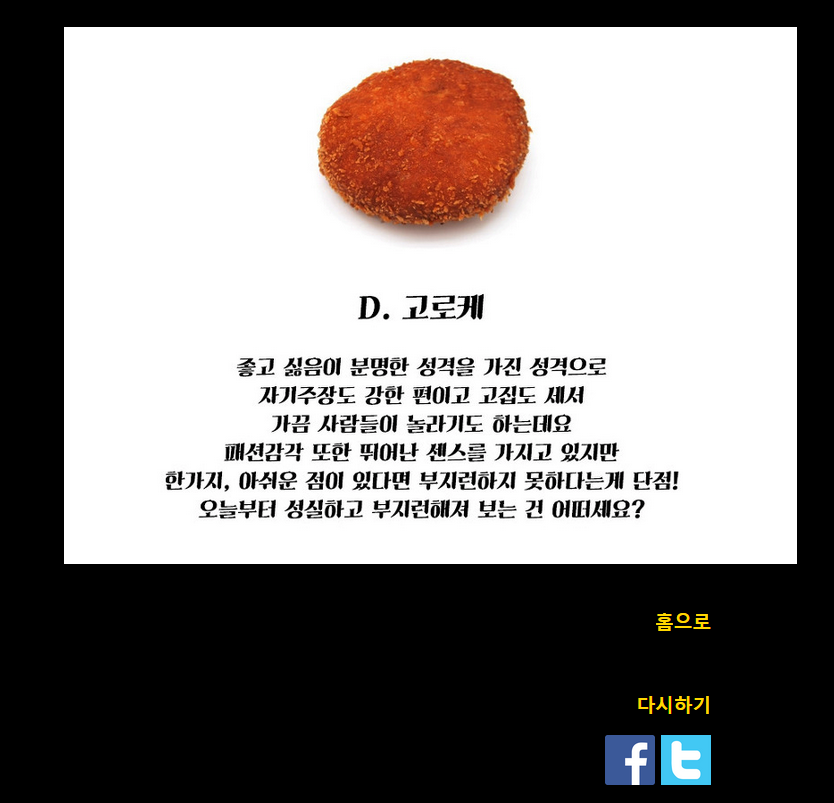 D. 고로케
좋고 싫음이 분명한 성격을 가진 성격으로
자기주장도 강한 편이고 고집도 세서
가끔 사람들이 놀라기도 하는데요
패션감각 또한 뛰어난 센스를 가지고 있지만
한가지, 아쉬운 점이 있다면 부지런하지 못하다는게 단점!
오늘부터 성실하고 부지런해져 보는 건 어떠세요?
홈으로
다시하기
f t